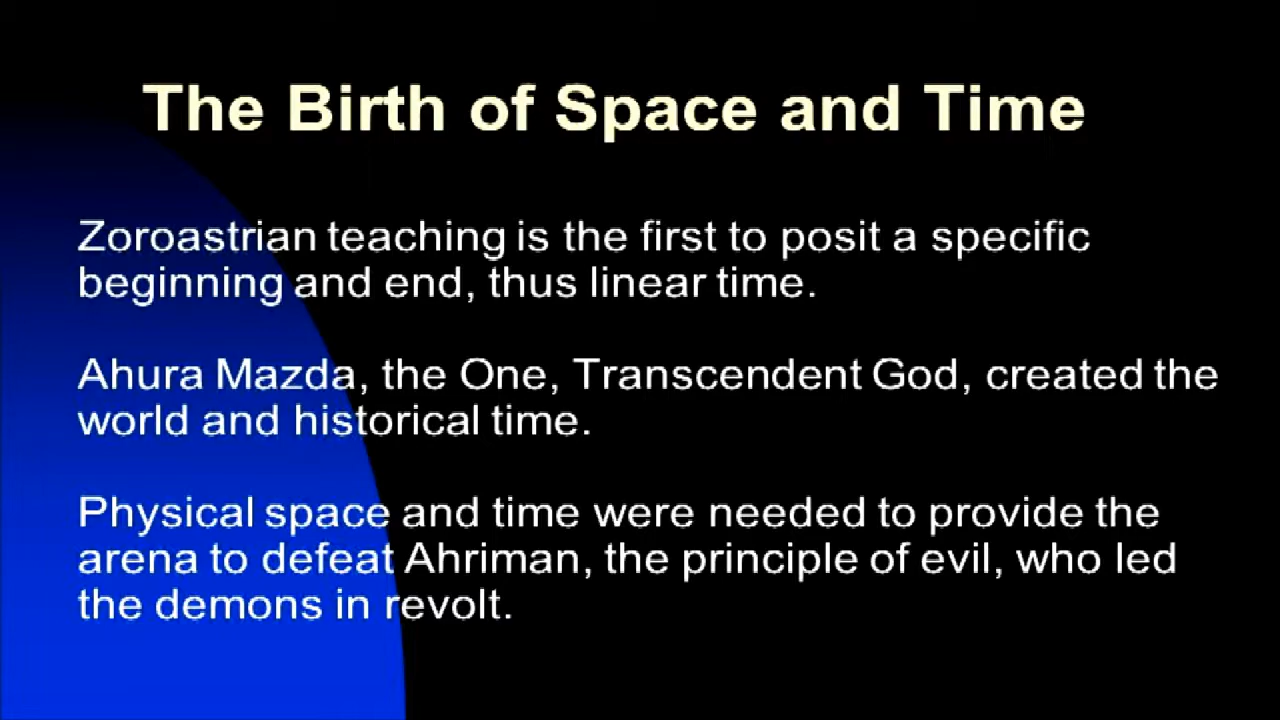 The Birth of Space and Time
Zoroastrian teaching is the first to posit a specific
beginning and end, thus linear time.
Ahura Mazda, the One, Transcendent God, created the
world and historical time.
Physical space and time were needed to provide the
arena to defeat Ahriman, the principle of evil, who led
the demons in revolt.